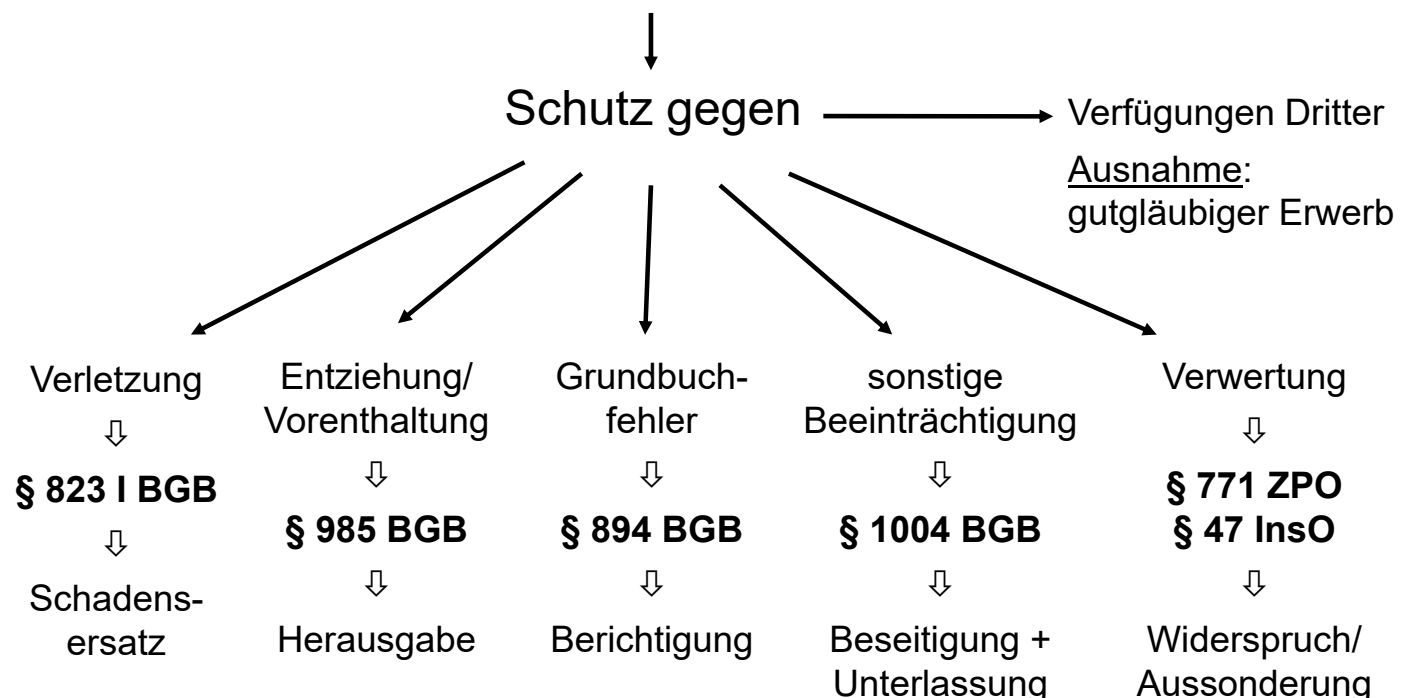 Schutz gegen
Verfügungen Dritter
Ausnahme:
gutgläubiger Erwerb
Verletzung
§ 823 I BGB
Schadens-
ersatz
Entziehung/
Vorenthaltung
§ 985 BGB
Herausgabe
Grundbuch-
fehler
§ 894 BGB
Berichtigung
sonstige
Beeinträchtigung
§ 1004 BGB
Beseitigung +
Unterlassung
Verwertung
§ 771 ZPO
§ 47 InsO
Widerspruch/
Aussonderung